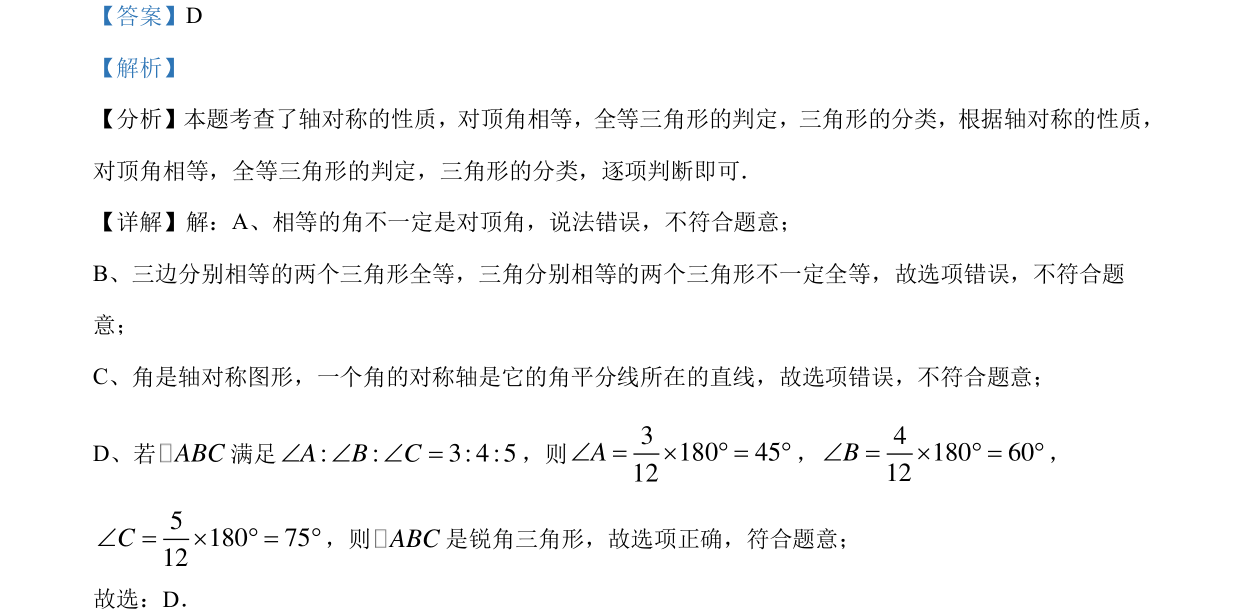 【答案】D
【解析】
【分析】本题考查了轴对称的性质，对顶角相等，全等三角形的判定，三角形的分类，根据轴对称的性质，
对顶角相等，全等三角形的判定，三角形的分类，逐项判断即可．
【详解】解：A、相等的角不一定是对顶角，说法错误，不符合题意；
B、三边分别相等的两个三角形全等，三角分别相等的两个三角形不一定全等，故选项错误，不符合题
意；
C、角是轴对称图形，一个角的对称轴是它的角平分线所在的直线，故选项错误，不符合题意；
D、若□ABC 满足 ∠A:∠B:∠C=3:4:5，则∠A=3/12×180°=45°，∠B=4/12×180°=60°，
∠C=5/12×180°=75°，则□ABC 是锐角三角形，故选项正确，符合题意；
故选：D．